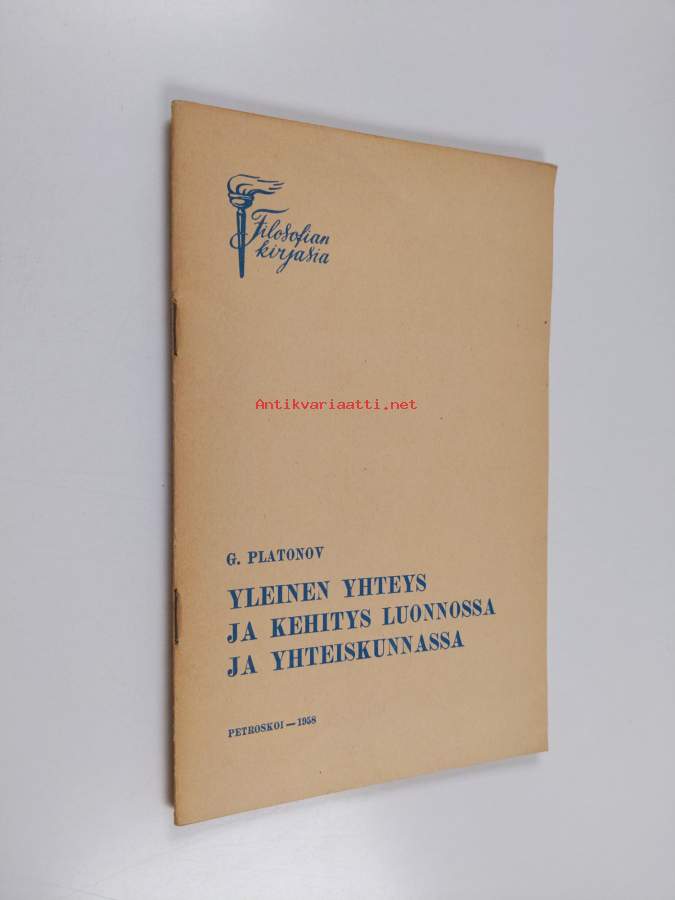 Filosofian
kirjasia
Antikvariaatti.net
G. PLATONOV
YLEINEN YHTEYS
JA KEHITYS LUONNOSSA
JA YHTEISKUNNASSA
PETROSKOI — 1958